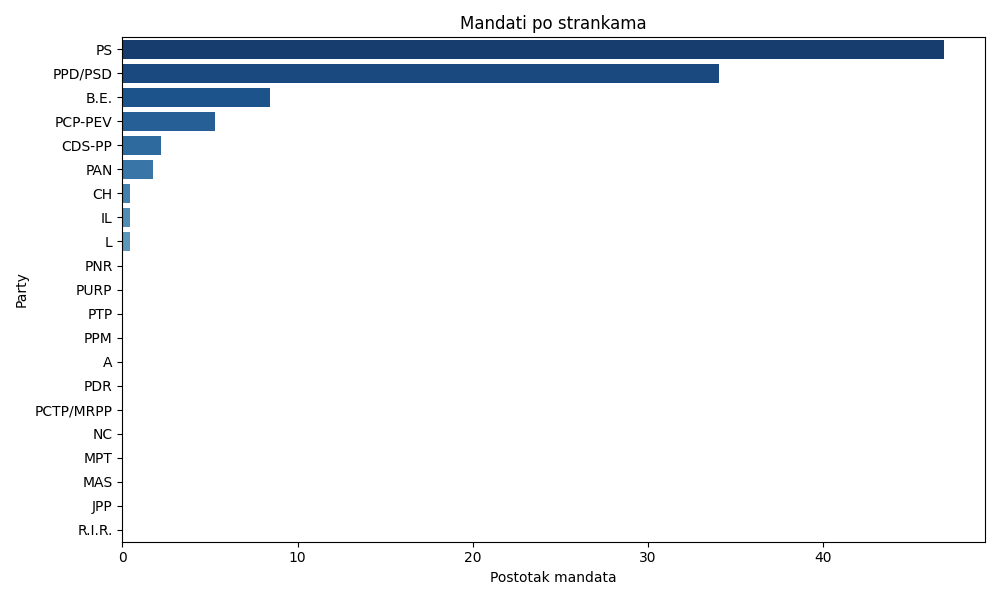 Mandati po strankama
PS
PPD/PSD
B.E.
PCP-PEV
CDS-PP
PAN
CH
IL
L
PNR
PURP
PTP
PPM
A
PDR
PCTP/MRPP
NC
MPT
MAS
JPP
R.I.R.
Party
0 10 20 30 40
Postotak mandata